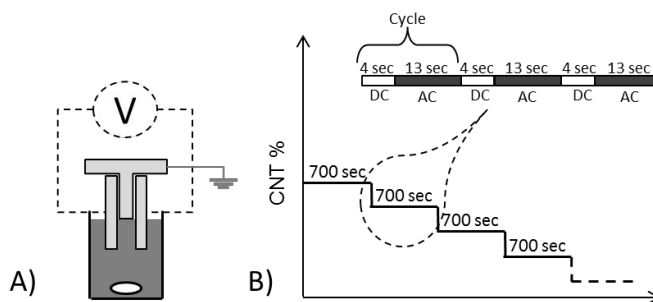 V
A)
B)
Cycle
4 sec 13 sec 4 sec 13 sec 4 sec 13 sec
DC AC DC AC DC AC
CNT %
700 sec
700 sec
700 sec
700 sec